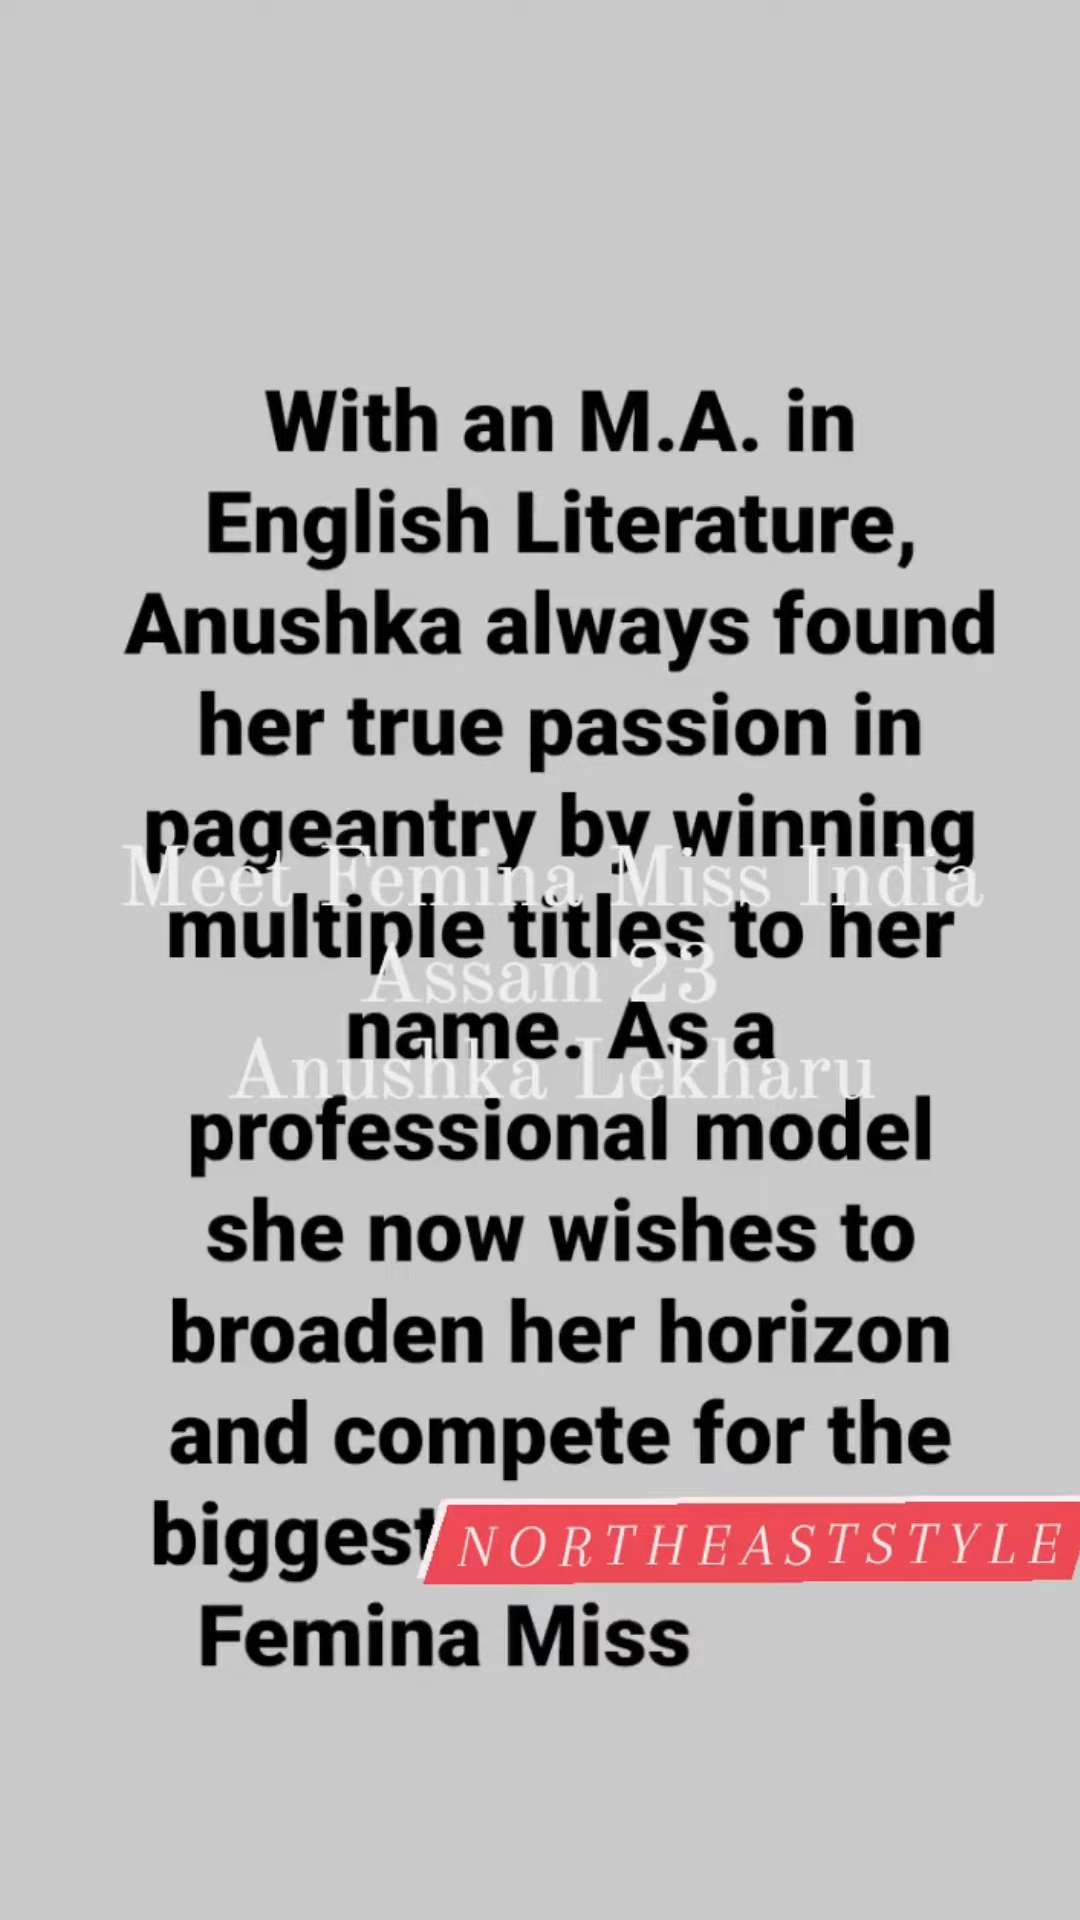 With an M.A. in
English Literature,
Anushka always found
her true passion in
pageantry by winning
multiple titles to her
name. As a
professional model
she now wishes to
broaden her horizon
and compete for the
biggest
Femina Miss
Meet Femina Miss India
Assam'23
Anushka Lekharu
NORTHEASTSTYLE